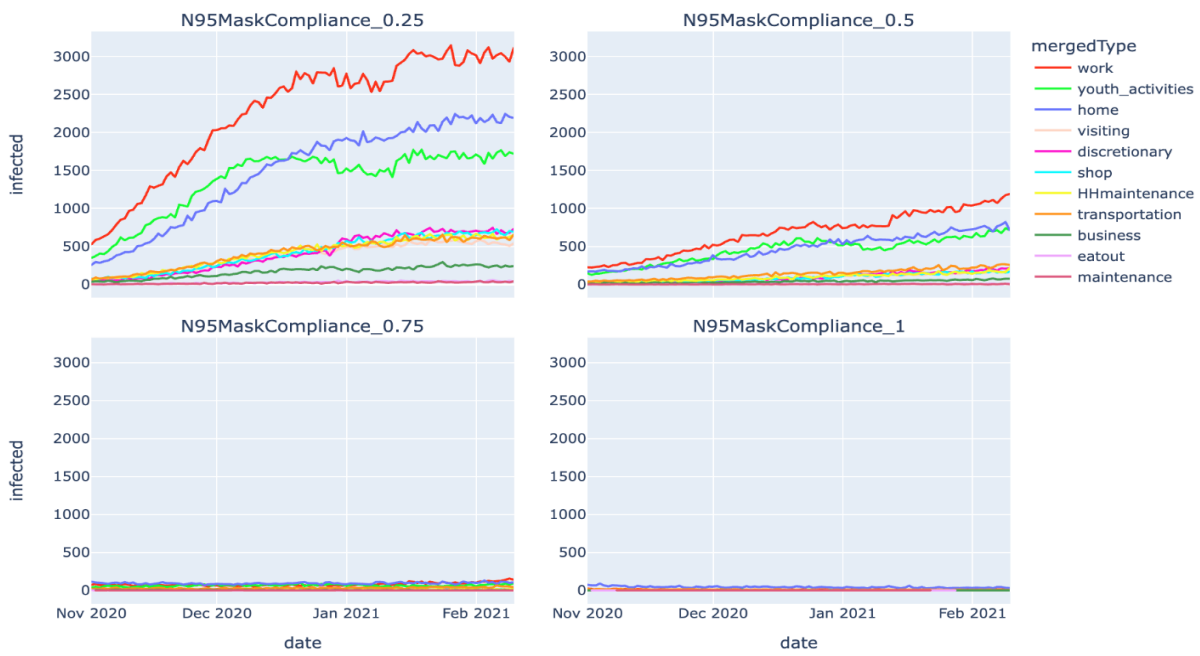 N95MaskCompliance_0.25
N95MaskCompliance_0.5
infected
3000
2500
2000
1500
1000
500
0
3000
2500
2000
1500
1000
500
0
mergedType
work
youth_activities
home
visiting
discretionary
shop
HHmaintenance
transportation
business
eatout
maintenance
N95MaskCompliance_0.75
N95MaskCompliance_1
infected
3000
2500
2000
1500
1000
500
0
3000
2500
2000
1500
1000
500
0
Nov 2020 Dec 2020 Jan 2021 Feb 2021
Nov 2020 Dec 2020 Jan 2021 Feb 2021
date
date